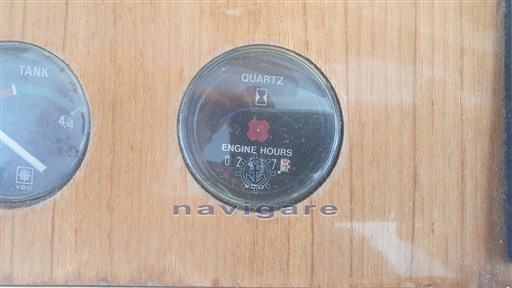 TANK
4/4
VDO
QUARTZ
ENGINE HOURS
navigare